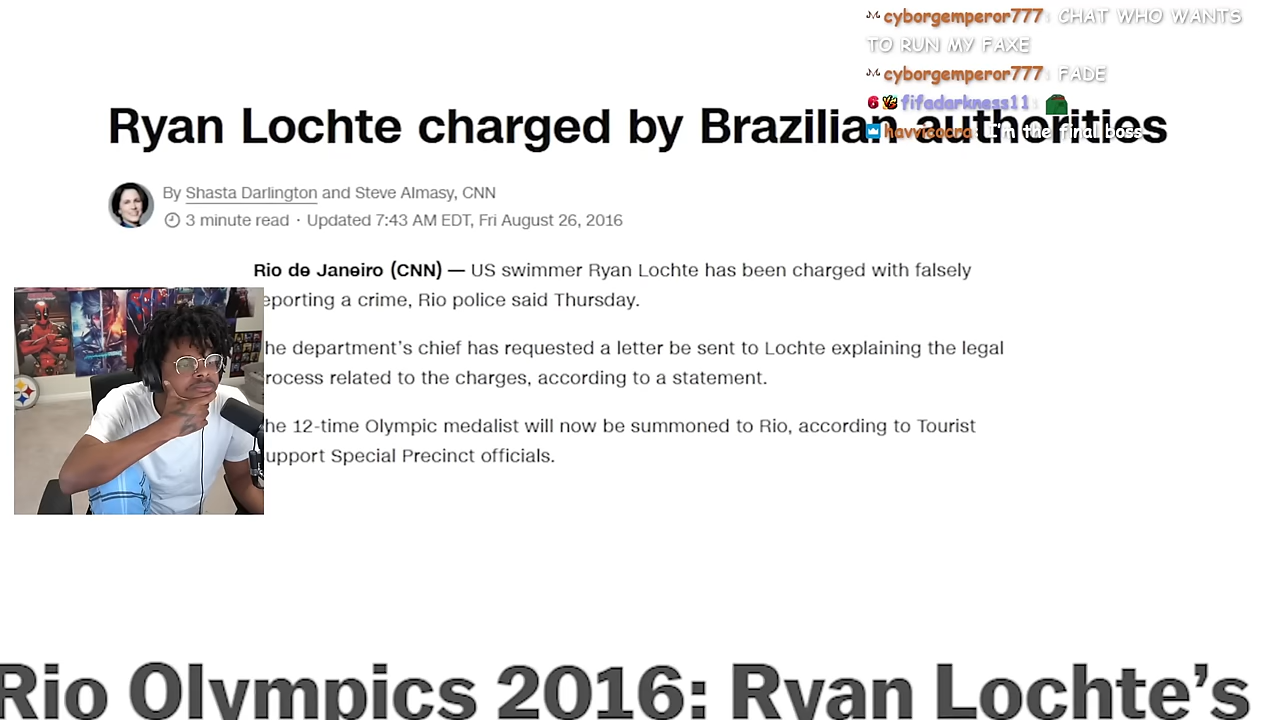 cyborgemperor777: CHAT WHO WANTS
TO RUN MY FAXE
cyborgemperor777: FADE
6 fifadarkness11:
havvicocro: I'm the final boss
Ryan Lochte charged by Brazilian authorities
By Shasta Darlington and Steve Almasy, CNN
3 minute read · Updated 7:43 AM EDT, Fri August 26, 2016
Rio de Janeiro (CNN) — US swimmer Ryan Lochte has been charged with falsely
eporting a crime, Rio police said Thursday.
he department's chief has requested a letter be sent to Lochte explaining the legal
rocess related to the charges, according to a statement.
he 12-time Olympic medalist will now be summoned to Rio, according to Tourist
upport Special Precinct officials.
Rio Olympics 2016: Ryan Lochte's